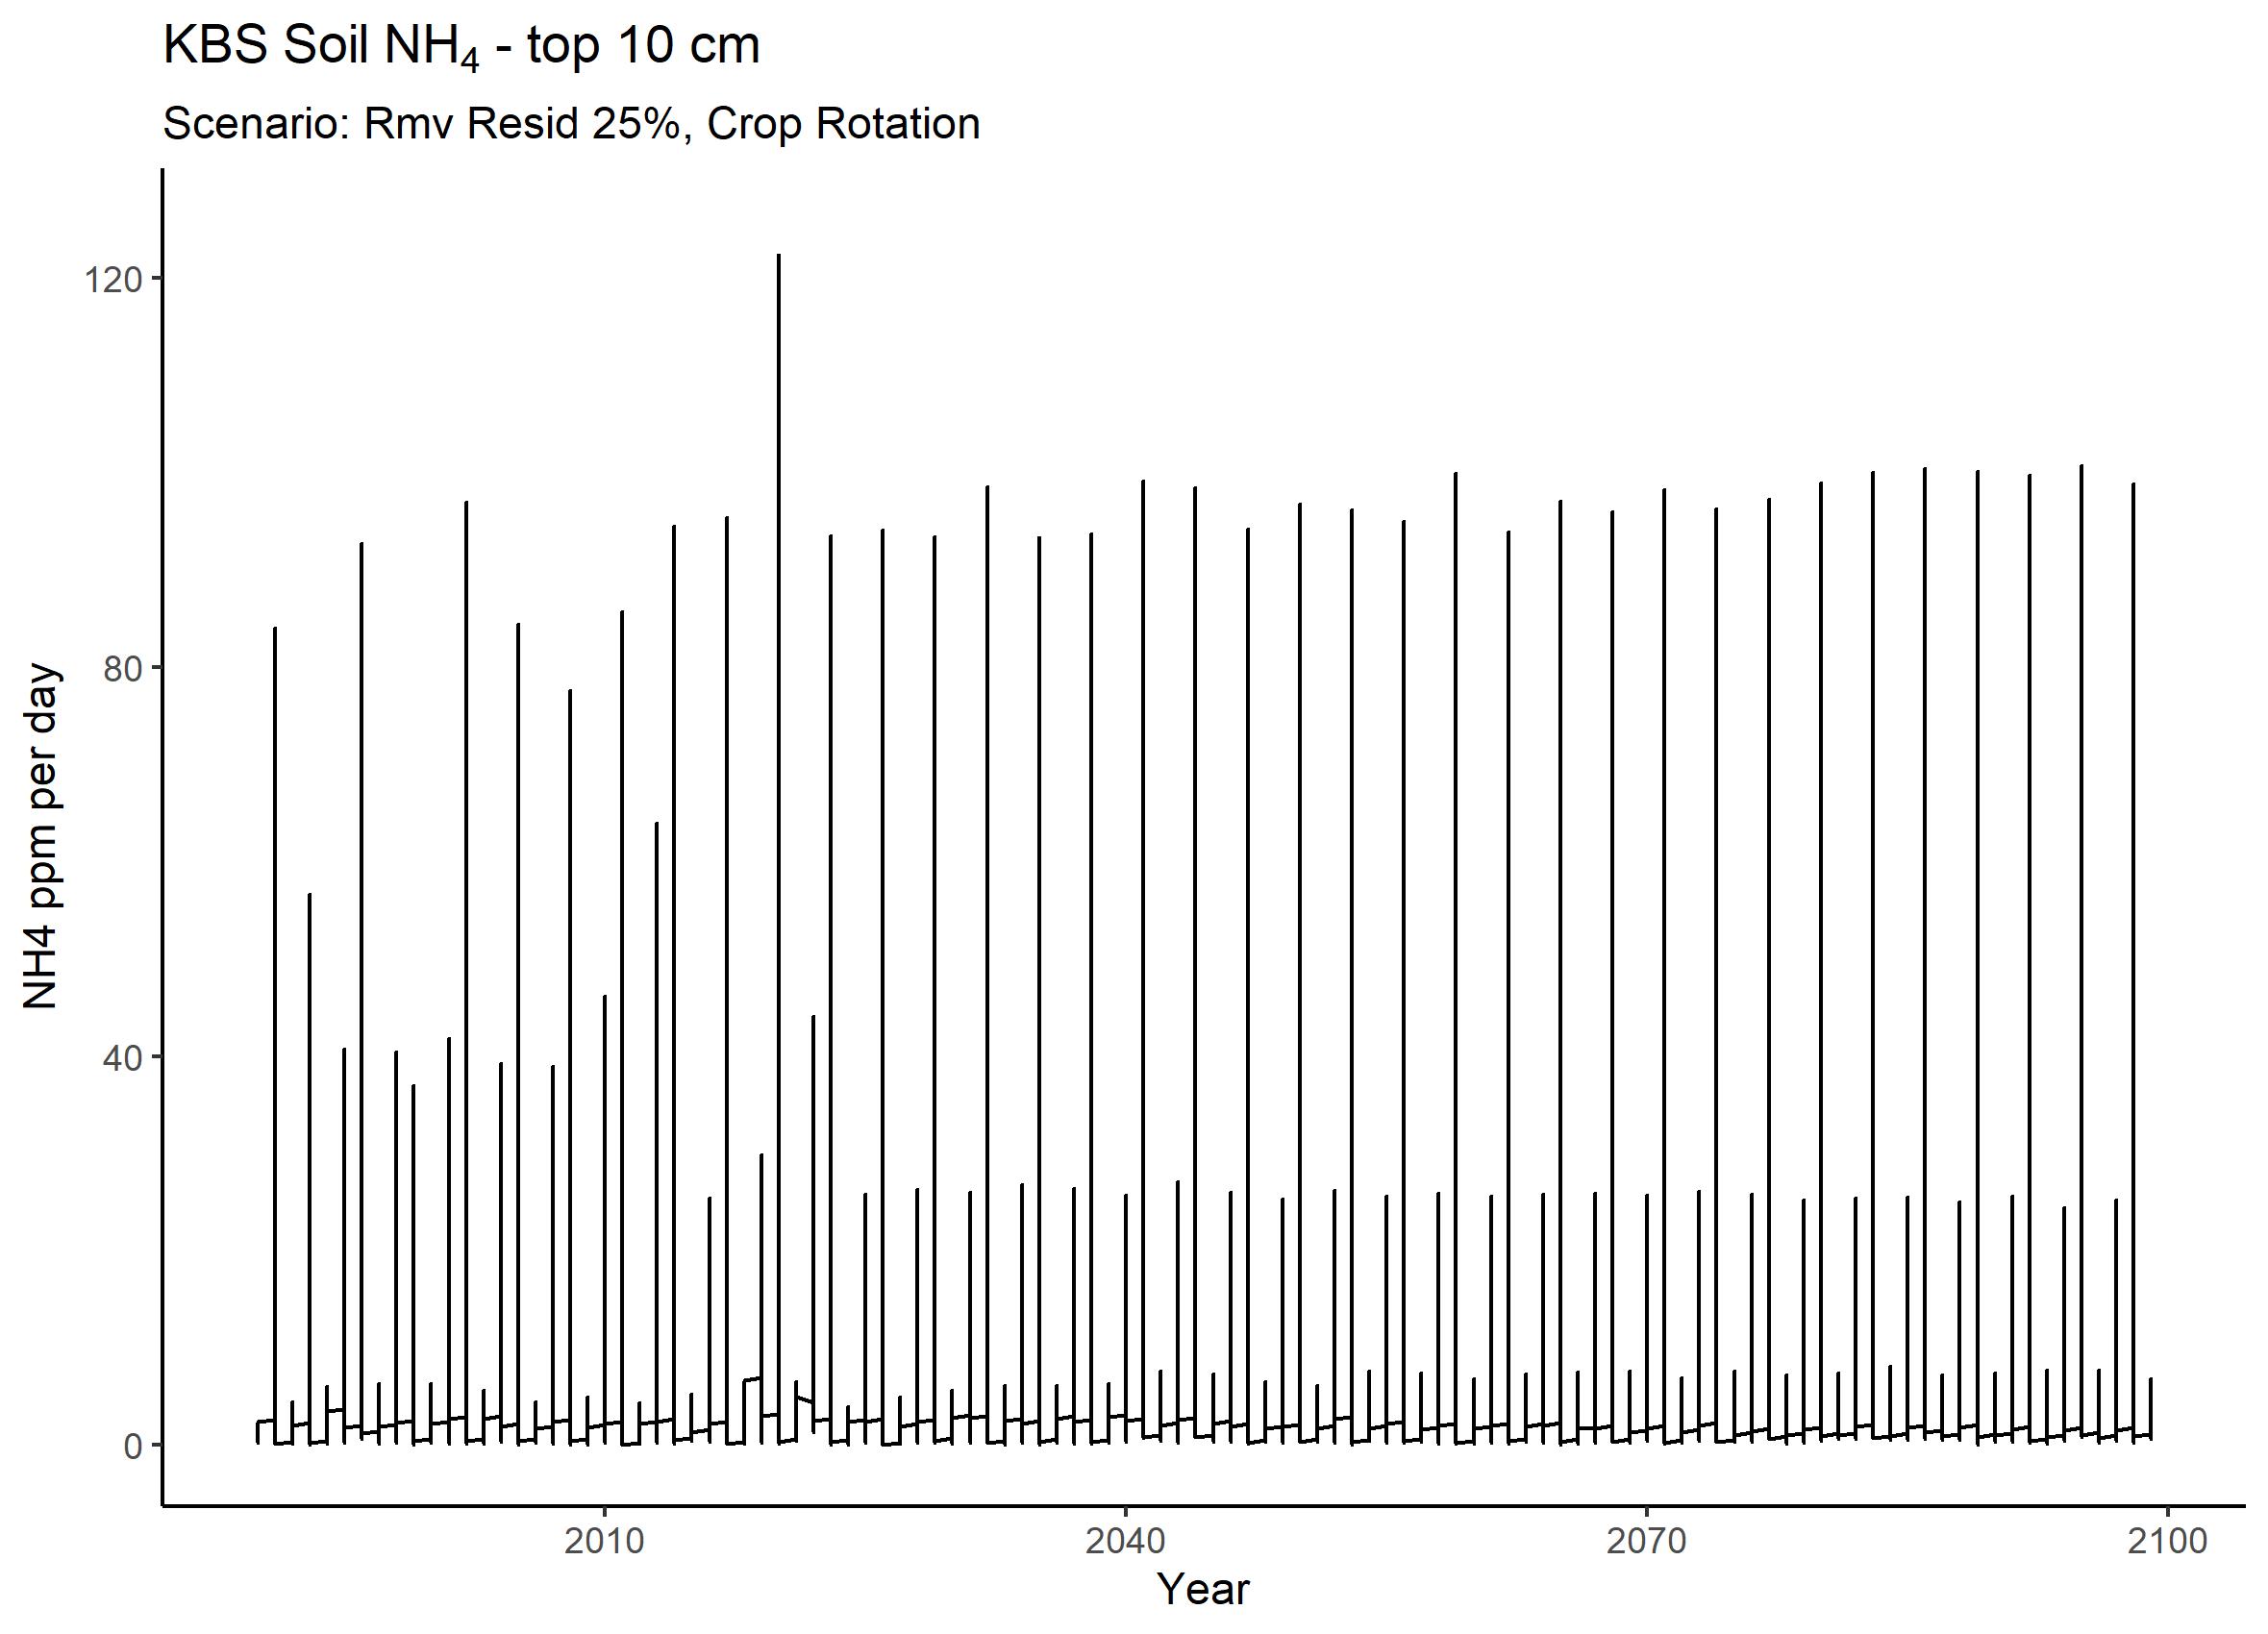 KBS Soil NH₄ - top 10 cm
Scenario: Rmv Resid 25%, Crop Rotation
NH4 ppm per day
120
80
40
0
2010 2040 2070 2100
Year